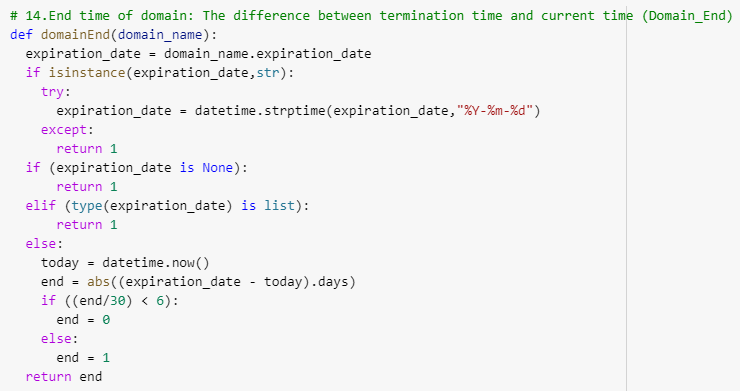 # 14.End time of domain: The difference between termination time and current time (Domain_End)
def domainEnd(domain_name):
  expiration_date = domain_name.expiration_date
  if isinstance(expiration_date,str):
    try:
      expiration_date = datetime.strptime(expiration_date,"%Y-%m-%d")
    except:
      return 1
  if (expiration_date is None):
      return 1
  elif (type(expiration_date) is list):
      return 1
  else:
    today = datetime.now()
    end = abs((expiration_date - today).days)
    if ((end/30) < 6):
      end = 0
    else:
      end = 1
  return end